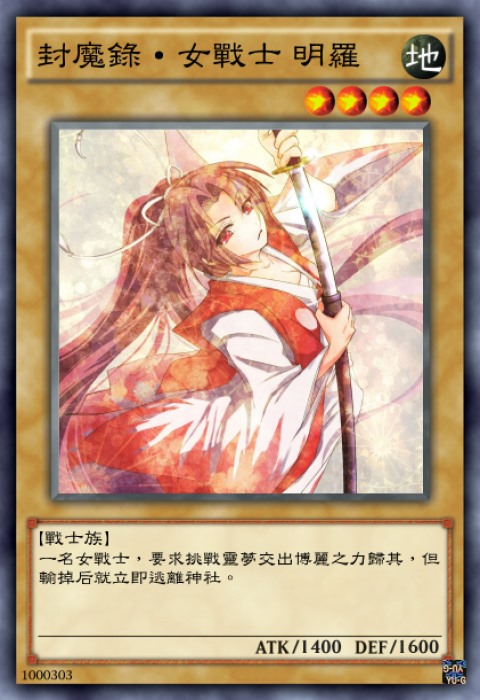 封魔錄・女戰士 明羅
地
【戰士族】
一名女戰士，要求挑戰靈夢交出博麗之力歸其，但
輸掉后就立即逃離神社。
ATK/1400 DEF/1600
1000303